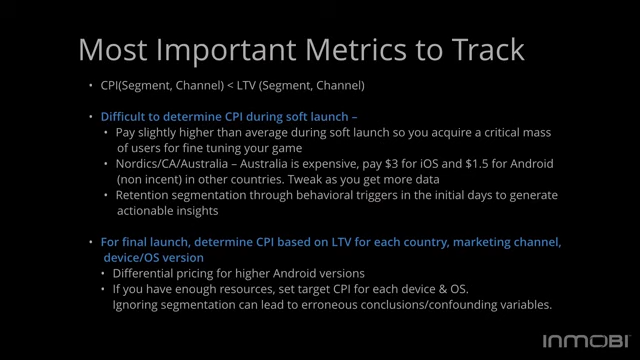 Most Important Metrics to Track
• CPI(Segment, Channel) < LTV (Segment, Channel)
• Difficult to determine CPI during soft launch –
• Pay slightly higher than average during soft launch so you acquire a critical mass
of users for fine tuning your game
• Nordics/CA/Australia – Australia is expensive, pay $3 for iOS and $1.5 for Android
(non incent) in other countries. Tweak as you get more data
• Retention segmentation through behavioral triggers in the initial days to generate
actionable insights
• For final launch, determine CPI based on LTV for each country, marketing channel,
device/OS version
• Differential pricing for higher Android versions
• If you have enough resources, set target CPI for each device & OS.
Ignoring segmentation can lead to erroneous conclusions/confounding variables.
INMOBI